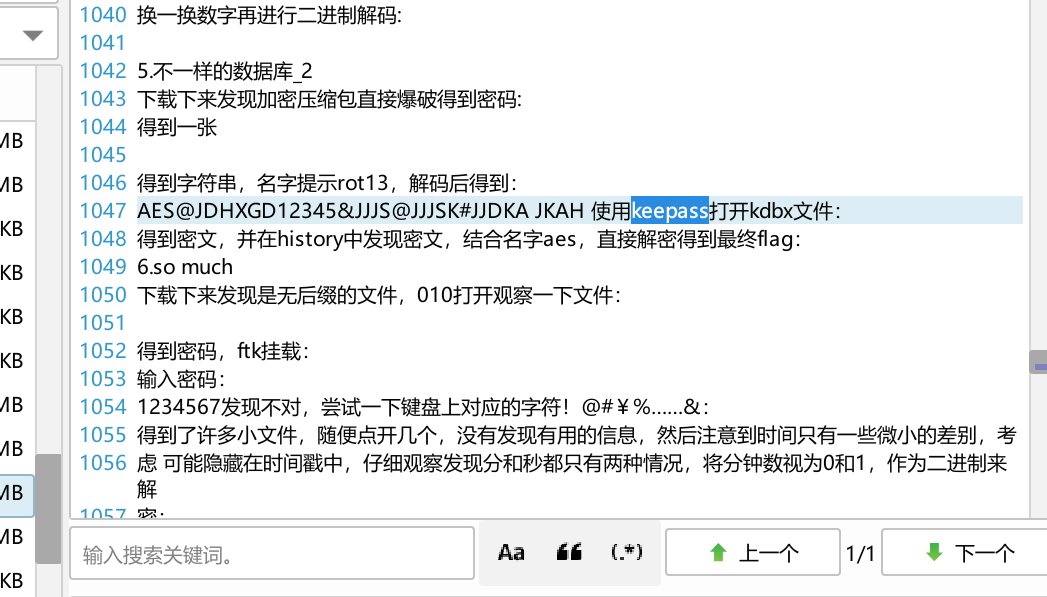 1040 换一换数字再进行二进制解码:
1041
1042 5.不一样的数据库_2
1043 下载下来发现加密压缩包直接爆破得到密码:
1044 得到一张
1045
MB
1046 得到字符串，名字提示rot13，解码后得到：
MB
1047 AES@JDHXGD12345&JJJS@JJJSK#JJDKA JKAH 使用keepass打开kdbx文件：
KB
1048 得到密文，并在history中发现密文，结合名字aes，直接解密得到最终flag：
1049 6.so much
KB
1050 下载下来发现是无后缀的文件，010打开观察一下文件：
1051
KB
1052 得到密码，ftk挂载：
KB
1053 输入密码：
1054 1234567发现不对，尝试一下键盘上对应的字符！@#￥%……&：
MB
1055 得到了许多小文件，随便点开几个，没有发现有用的信息，然后注意到时间只有一些微小的差别，考
MB
1056 虑 可能隐藏在时间戳中，仔细观察发现分和秒都只有两种情况，将分钟数视为0和1，作为二进制来
解
MB
1057 密：
MB
输入搜索关键词。
Aa
(.*)
上一个
1/1
下一个
KB